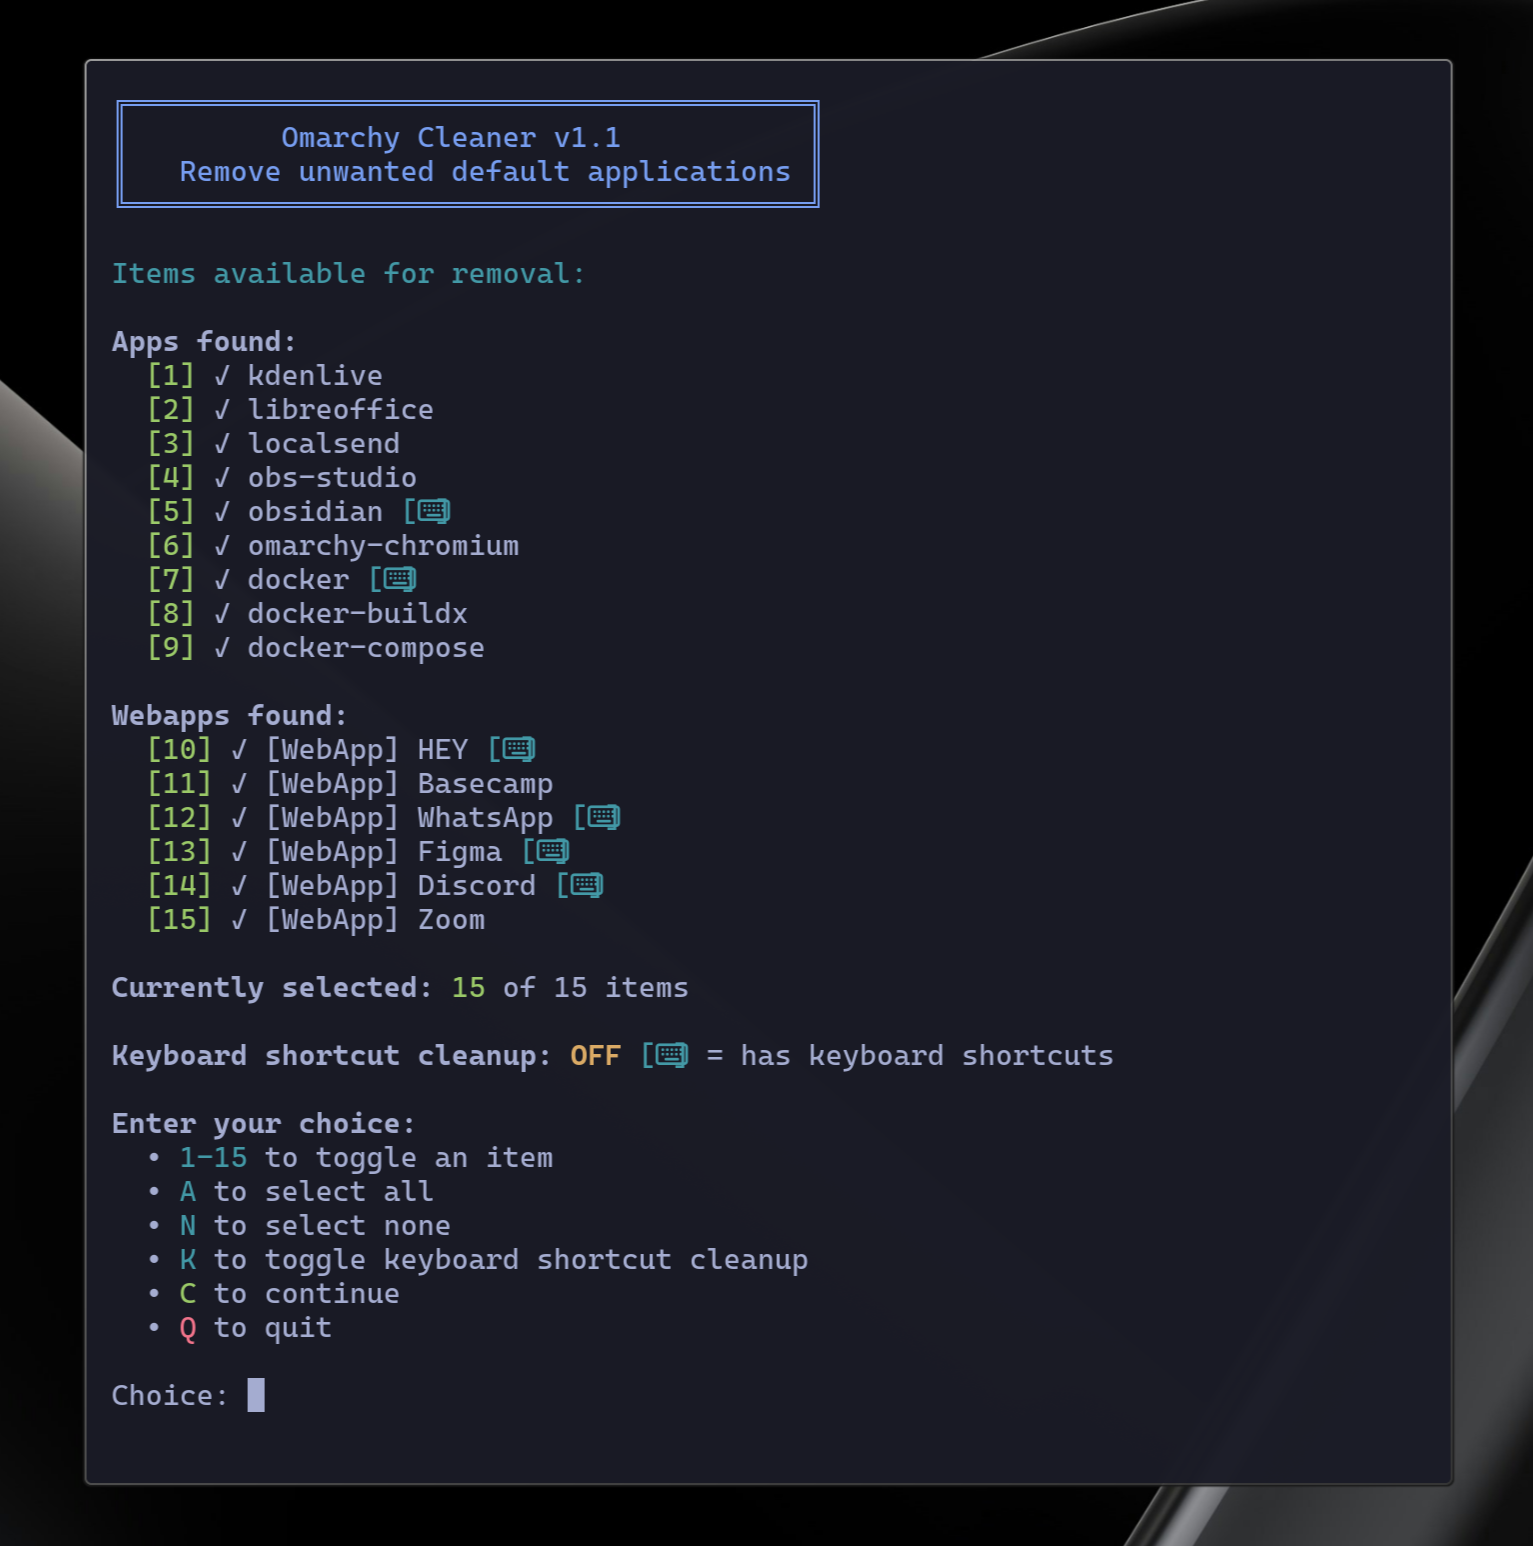 Omarchy Cleaner v1.1
Remove unwanted default applications
Items available for removal:
Apps found:
[1] ✓ kdenlive
[2] ✓ libreoffice
[3] ✓ localsend
[4] ✓ obs-studio
[5] ✓ obsidian [⌨]
[6] ✓ omarchy-chromium
[7] ✓ docker [⌨]
[8] ✓ docker-buildx
[9] ✓ docker-compose
Webapps found:
[10] ✓ [WebApp] HEY [⌨]
[11] ✓ [WebApp] Basecamp
[12] ✓ [WebApp] WhatsApp [⌨]
[13] ✓ [WebApp] Figma [⌨]
[14] ✓ [WebApp] Discord [⌨]
[15] ✓ [WebApp] Zoom
Currently selected: 15 of 15 items
Keyboard shortcut cleanup: OFF [⌨] = has keyboard shortcuts
Enter your choice:
• 1-15 to toggle an item
• A to select all
• N to select none
• K to toggle keyboard shortcut cleanup
• C to continue
• Q to quit
Choice: